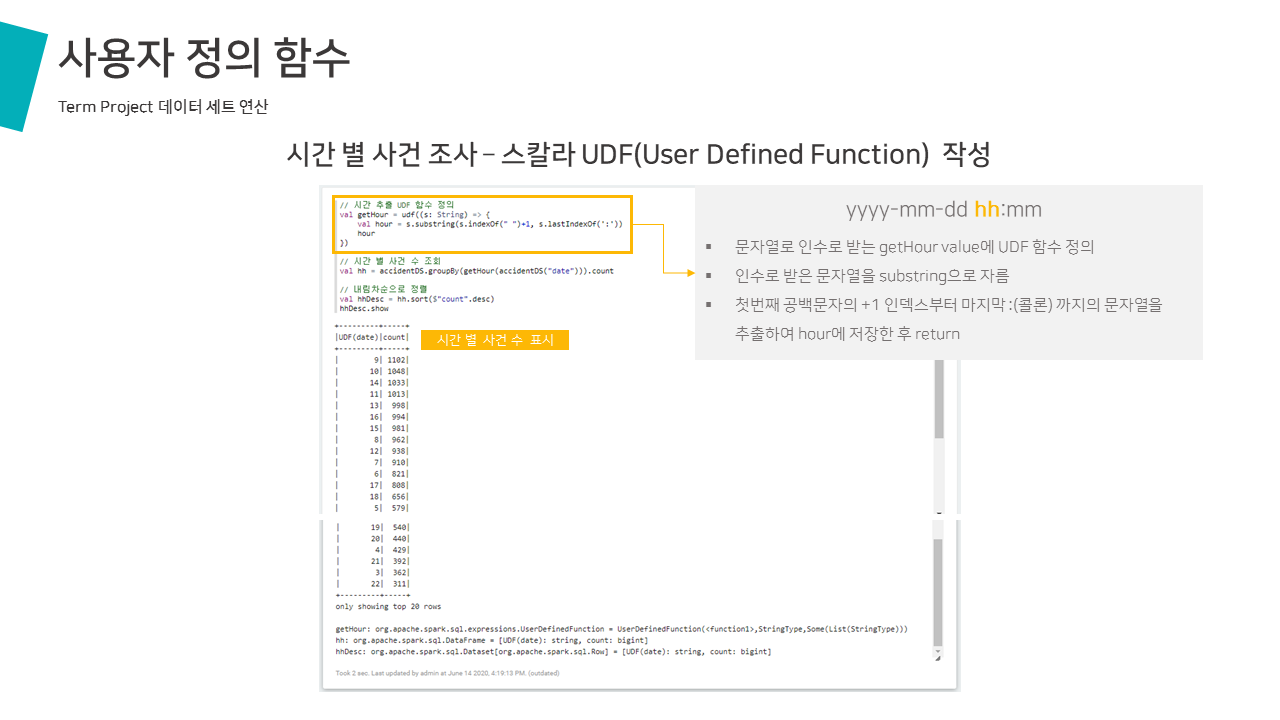 사용자 정의 함수
Term Project 데이터 세트 연산
시간 별 사건 조사 – 스칼라 UDF(User Defined Function) 작성
// 시간 추출 UDF 함수 정의
val getHour = udf((s: String) => {
    val hour = s.substring(s.indexOf(" ")+1, s.lastIndexOf(':'))
    hour
})
// 시간 별 사건 수 조회
val hh = accidentDS.groupBy(getHour(accidentDS("date"))).count
// 내림차순으로 정렬
val hhDesc = hh.sort($"count".desc)
hhDesc.show
yyyy-mm-dd hh:mm
▪ 문자열로 인수로 받는 getHour value에 UDF 함수 정의
▪ 인수로 받은 문자열을 substring으로 자름
▪ 첫번째 공백문자의 +1 인덱스부터 마지막 :(콜론) 까지의 문자열을
추출하여 hour에 저장한 후 return
시간 별 사건 수 표시
+---------+-----+
|UDF(date)|count|
+---------+-----+
|        9| 1102|
|       10| 1048|
|       14| 1033|
|       11| 1013|
|       13|  998|
|       16|  994|
|       15|  981|
|        8|  962|
|       12|  938|
|        7|  910|
|        6|  821|
|       17|  808|
|       18|  656|
|        5|  579|
|       19|  540|
|       20|  440|
|        4|  429|
|       21|  392|
|        3|  362|
|       22|  311|
+---------+-----+
only showing top 20 rows
getHour: org.apache.spark.sql.expressions.UserDefinedFunction = UserDefinedFunction(<function1>,StringType,Some(List(StringType)))
hh: org.apache.spark.sql.DataFrame = [UDF(date): string, count: bigint]
hhDesc: org.apache.spark.sql.Dataset[org.apache.spark.sql.Row] = [UDF(date): string, count: bigint]
Took 2 sec. Last updated by admin at June 14 2020, 4:19:13 PM. (outdated)